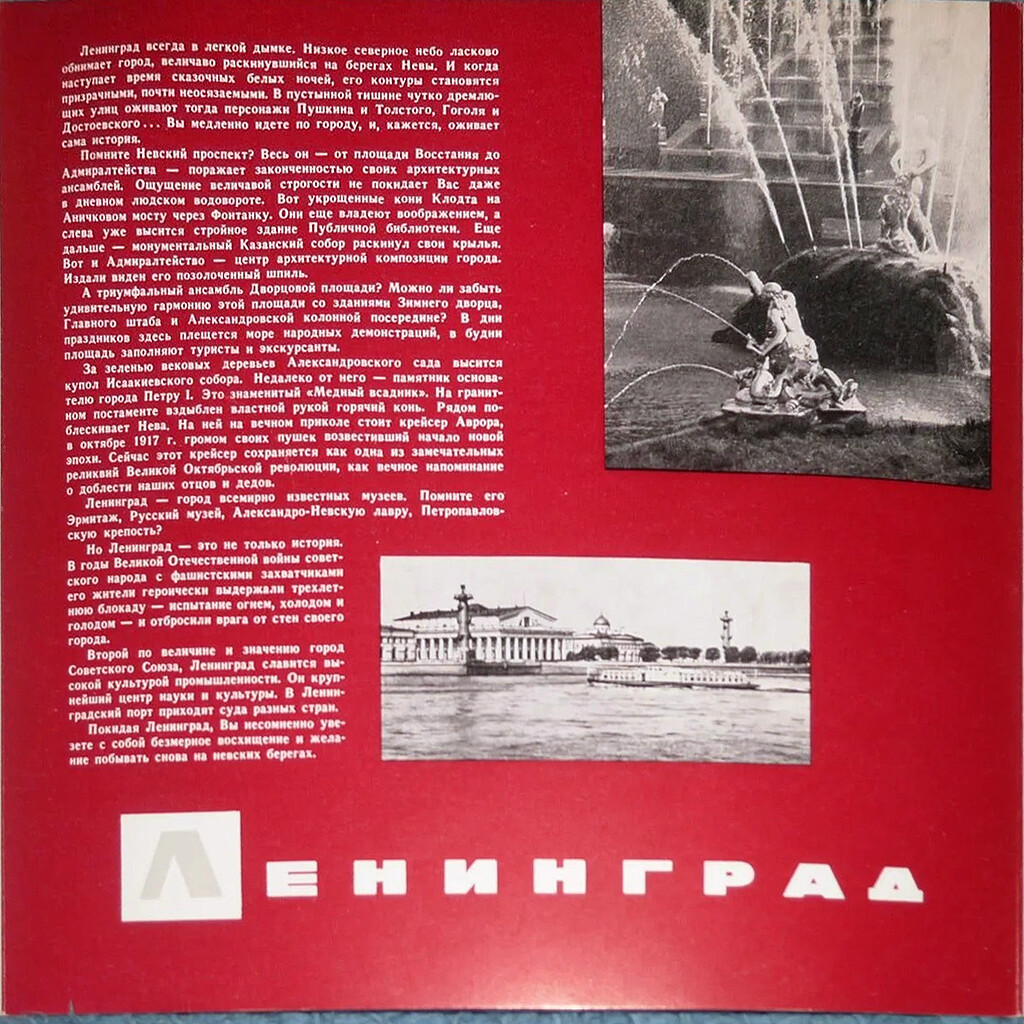 Ленинград всегда в легкой дымке. Низкое северное небо ласково
обнимает город, величаво раскинувшийся на берегах Невы. И когда
наступает время сказочных белых ночей, его контуры становятся
призрачными, почти неосязаемыми. В пустынной тишине чутко дремлю-
щих улиц оживают тогда персонажи Пушкина и Толстого, Гоголя и
Достоевского... Вы медленно идете по городу, и, кажется, оживает
сама история.
Помните Невский проспект? Весь он — от площади Восстания до
Адмиралтейства — поражает законченностью своих архитектурных
ансамблей. Ощущение величавой строгости не покидает Вас даже
в дневном людском водовороте. Вот укрощенные кони Клодта на
Аничковом мосту через Фонтанку. Они еще владеют воображением, а
слева уже высится стройное здание Публичной библиотеки. Еще
дальше — монументальный Казанский собор раскинул свои крылья.
Вот и Адмиралтейство — центр архитектурной композиции города.
Издали виден его позолоченный шпиль.
А триумфальный ансамбль Дворцовой площади? Можно ли забыть
удивительную гармонию этой площади со зданиями Зимнего дворца,
Главного штаба и Александровской колонной посередине? В дни
праздников здесь плещется море народных демонстраций, в будни
площадь заполняют туристы и экскурсанты.
За зеленью вековых деревьев Александровского сада высится
купол Исаакиевского собора. Недалеко от него — памятник основа-
телю города Петру I. Это знаменитый «Медный всадник». На гранит-
ном постаменте вздыблен властной рукой горячий конь. Рядом по-
блескивает Нева. На ней на вечном приколе стоит крейсер Аврора,
в октябре 1917 г. громом своих пушек возвестивший начало новой
эпохи. Сейчас этот крейсер сохраняется как одна из замечательных
реликвий Великой Октябрьской революции, как вечное напоминание
о доблести наших отцов и дедов.
Ленинград — город всемирно известных музеев. Помните его
Эрмитаж, Русский музей, Александро-Невскую лавру, Петропавлов-
скую крепость?
Но Ленинград — это не только история.
В годы Великой Отечественной войны совет-
ского народа с фашистскими захватчиками
его жители героически выдержали трехлет-
нюю блокаду — испытание огнем, холодом и
голодом — и отбросили врага от стен своего
города.
Второй по величине и значению город
Советского Союза, Ленинград славится вы-
сокой культурой промышленности. Он круп-
нейший центр науки и культуры. В Ленин-
градский порт приходят суда разных стран.
Покидая Ленинград, Вы несомненно уве-
зете с собой безмерное восхищение и жела-
ние побывать снова на невских берегах.
ЛЕНИНГРАД